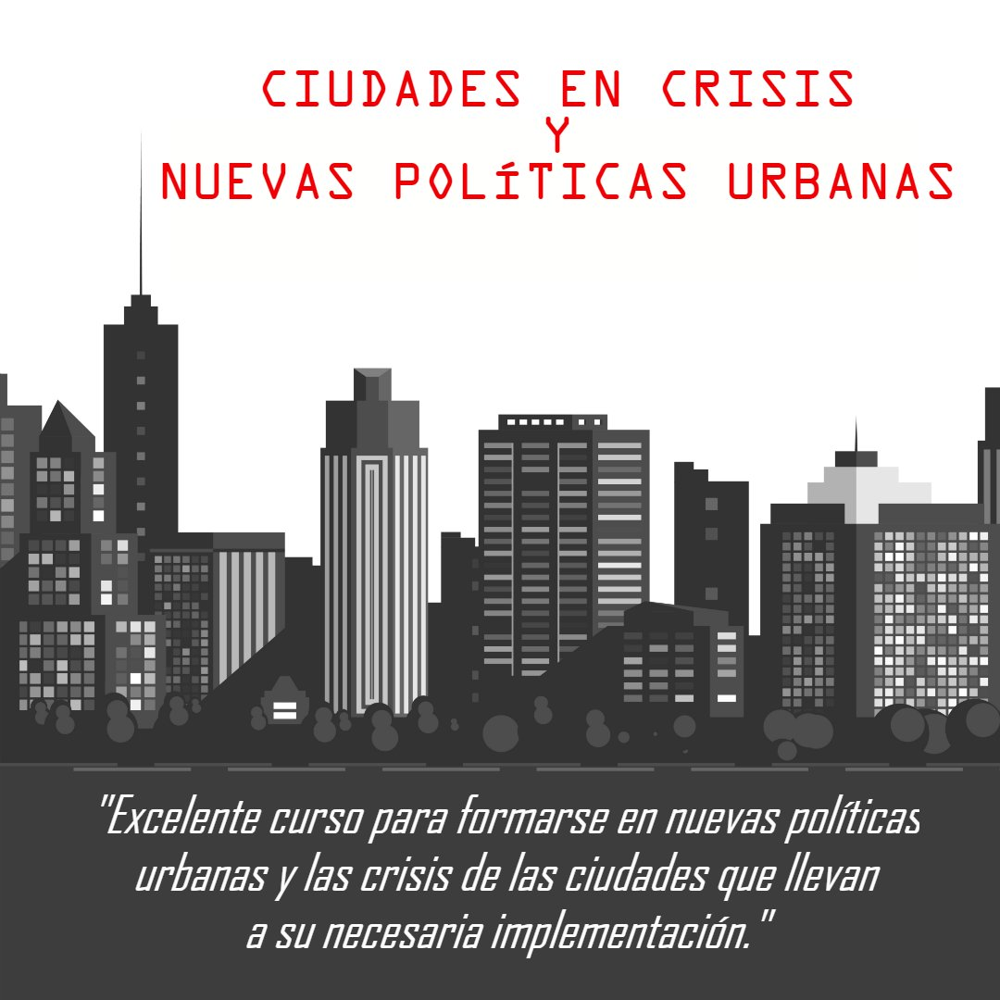 CIUDADES EN CRISIS
Y
NUEVAS POLÍTICAS URBANAS
"Excelente curso para formarse en nuevas políticas
urbanas y las crisis de las ciudades que llevan
a su necesaria implementación."